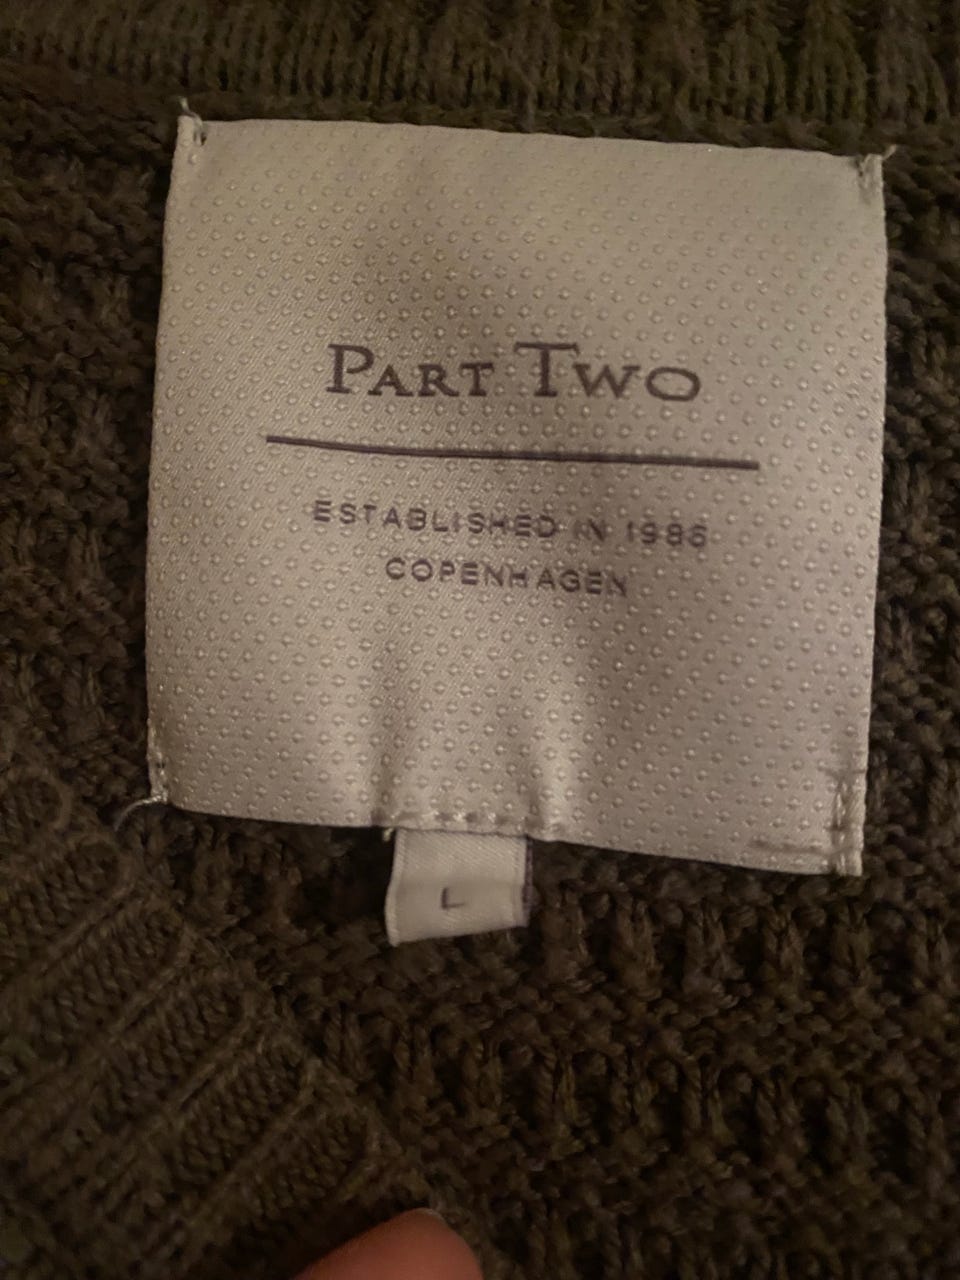 PART TWO
ESTABLISHED IN 1986
COPENHAGEN
L